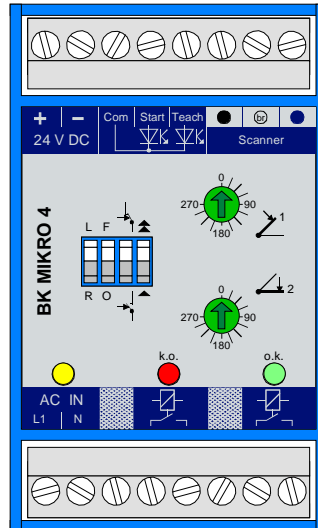 + − Com Start Teach br
24 V DC Scanner
0
270 90
180
1
L F
R O
BK MIKRO 4
0
270 90
180
2
k.o. o.k.
AC IN
L1 N